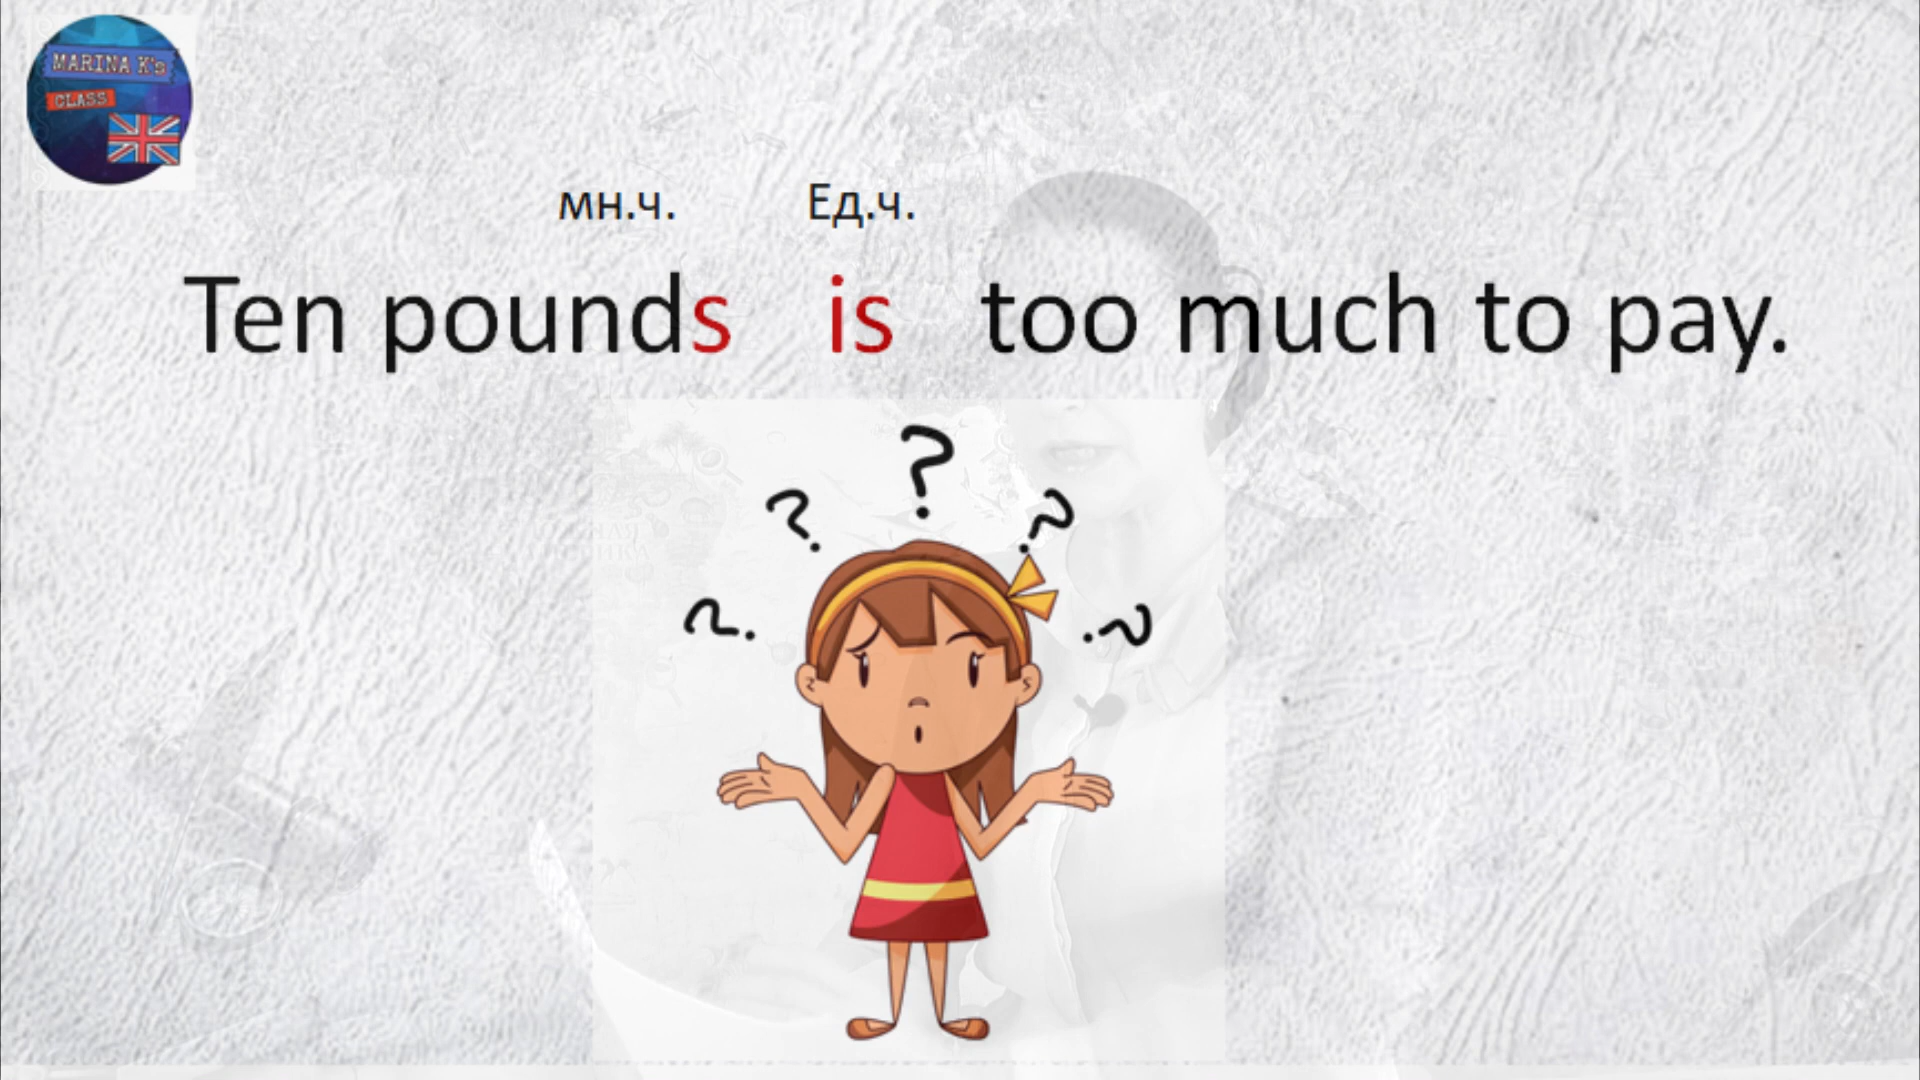 MARINA K's
CLASS
мн.ч. Ед.ч.
Ten pounds is too much to pay.
? ? ? ? ?